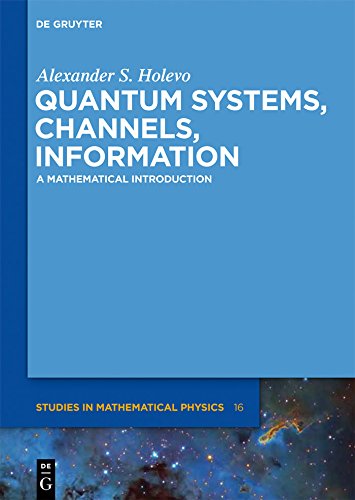 DE GRUYTER
Alexander S. Holevo
QUANTUM SYSTEMS,
CHANNELS,
INFORMATION
A MATHEMATICAL INTRODUCTION
STUDIES IN MATHEMATICAL PHYSICS 16
DE
G